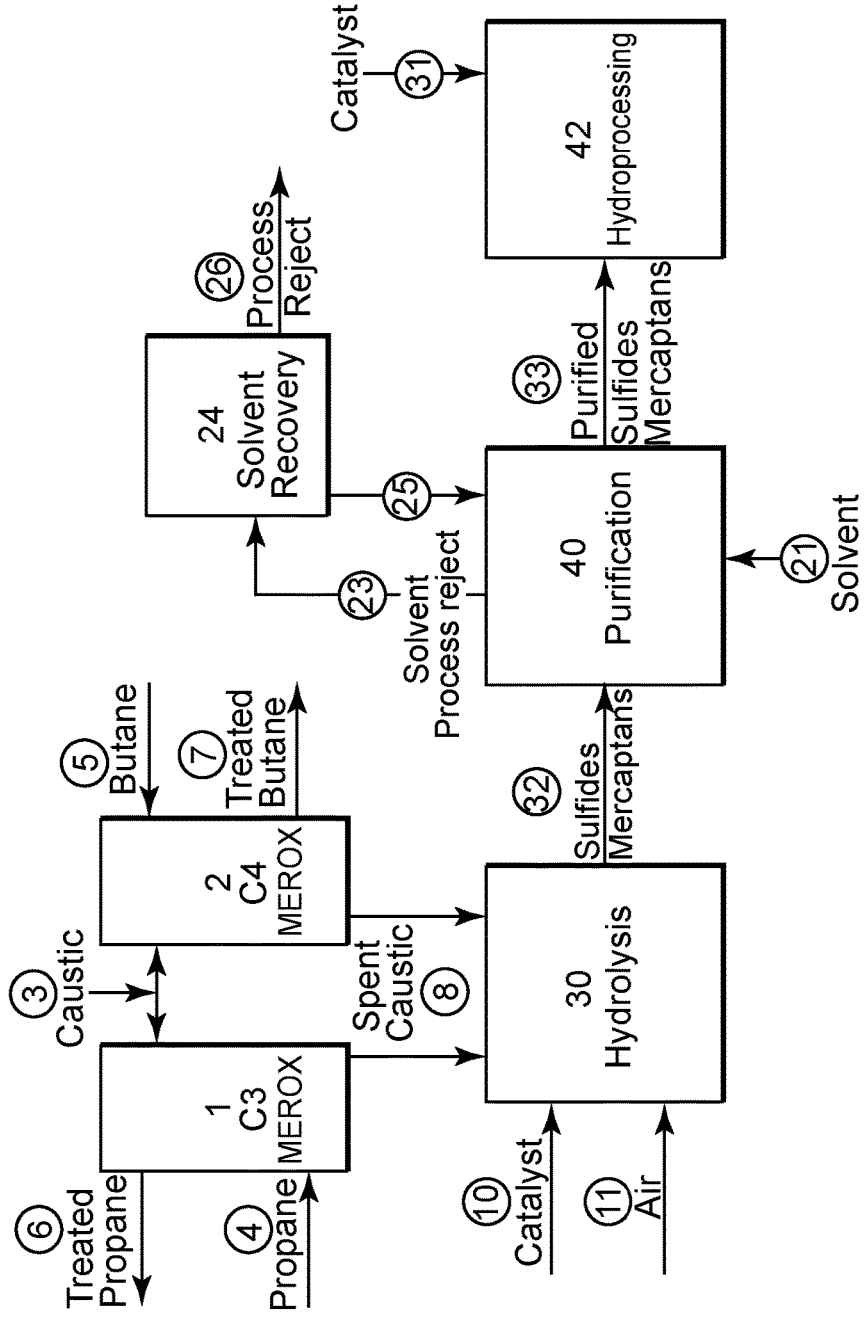 6
Treated
Propane
4
Propane
1
C3
MEROX
3
Caustic
2
C4
MEROX
5
Butane
7
Treated
Butane
Spent
Caustic
8
10
Catalyst
11
Air
30
Hydrolysis
32
Sulfides
Mercaptans
24
Solvent
Recovery
26
Process
Reject
23
Solvent
Process reject
25
40
Purification
21
Solvent
33
Purified
Sulfides
Mercaptans
Catalyst
31
42
Hydroprocessing